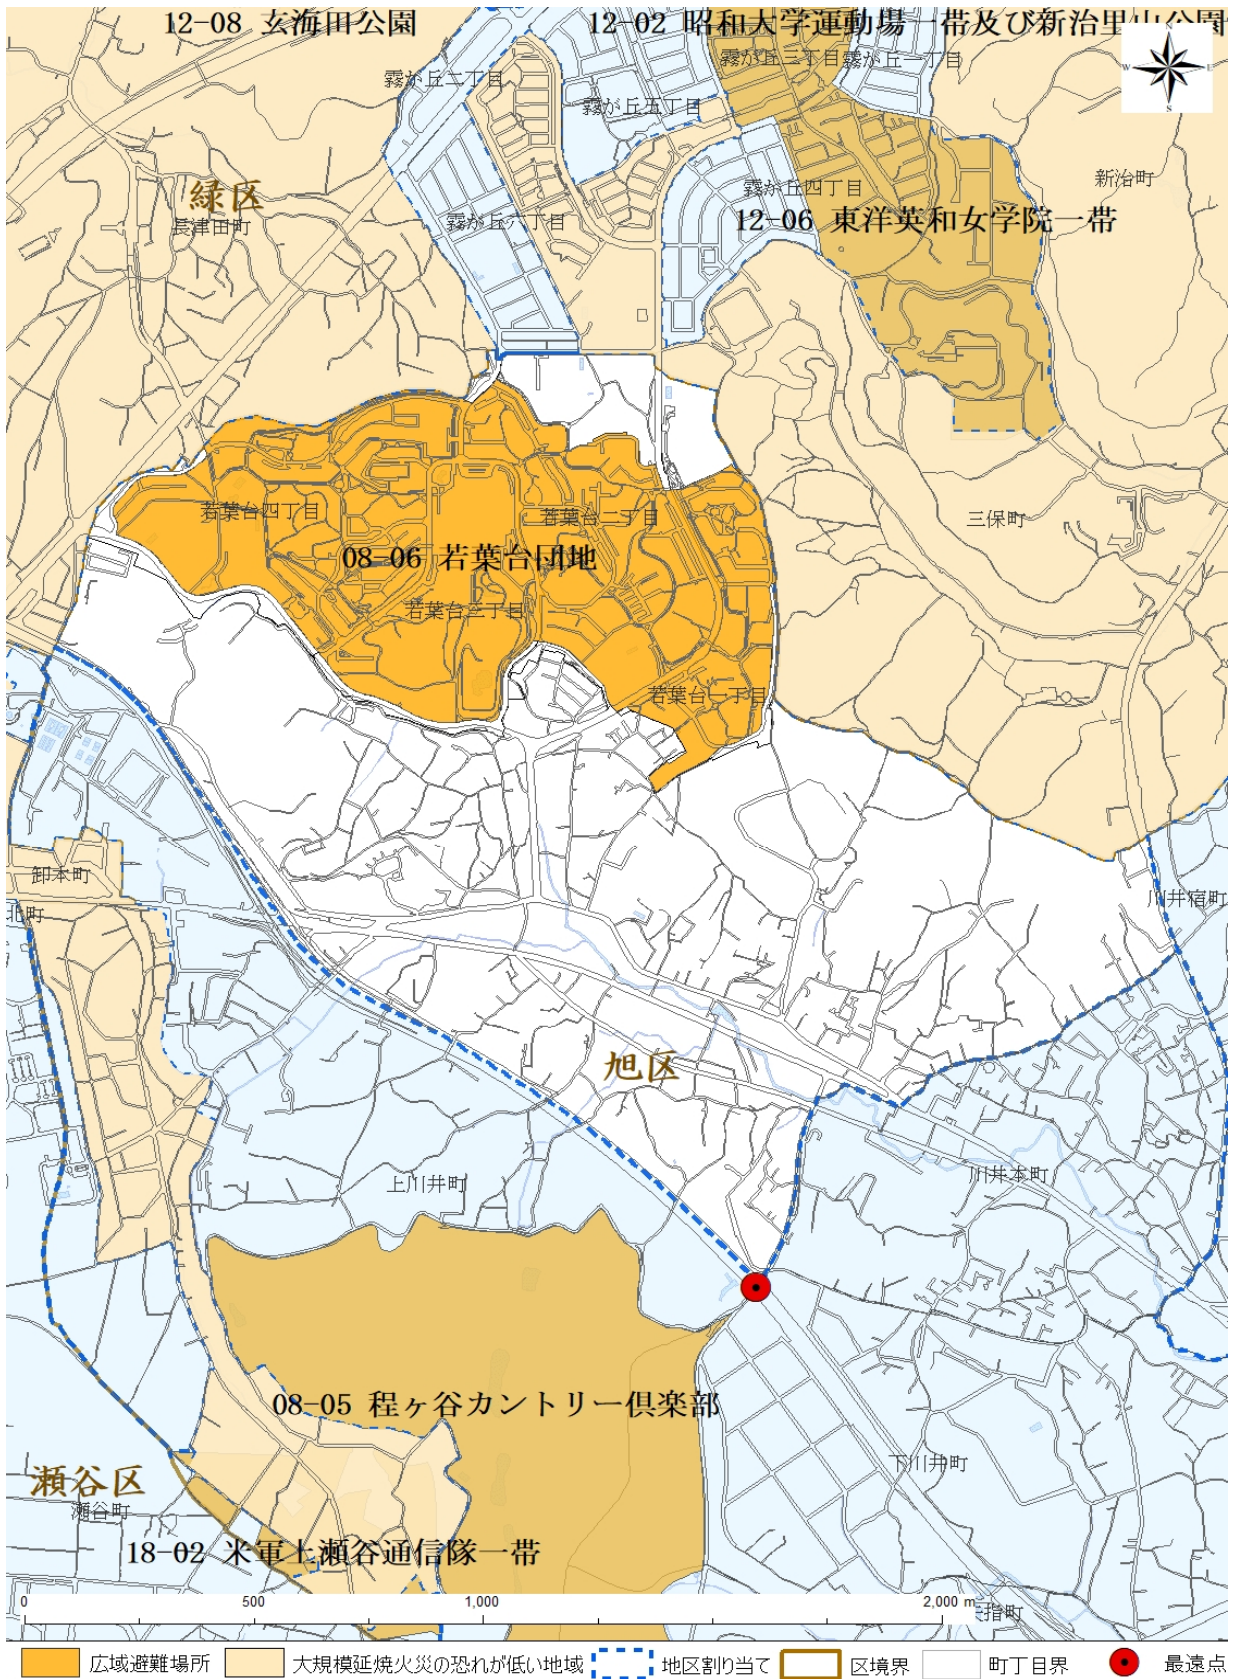 12-08 玄海田公園
12-02 昭和大学運動場一帯及び新治里山公園
霧が丘三丁目
霧が丘一丁目
霧が丘二丁目
霧が丘五丁目
N
W
E
S
新治町
霧が丘四丁目
緑区
長津田町
霧が丘六丁目
12-06 東洋英和女学院一帯
若葉台四丁目
若葉台二丁目
三保町
08-06 若葉台団地
若葉台三丁目
若葉台一丁目
卸本町
北町
川井宿町
旭区
上川井町
川井本町
08-05 程ヶ谷カントリー倶楽部
下川井町
瀬谷区
瀬谷町
18-02 米軍上瀬谷通信隊一帯
0 500 1,000 2,000 m
指町
広域避難場所 大規模延焼火災の恐れが低い地域 地区割り当て 区境界 町丁目界 最遠点